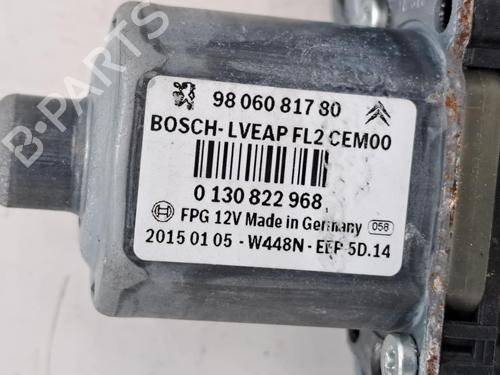 98 060 817 80
BOSCH-LVEAP FL2 CEM00
0 130 822 968
FPG 12V Made in Germany 058
2015 01 05 - W448N - EFP 5D.14